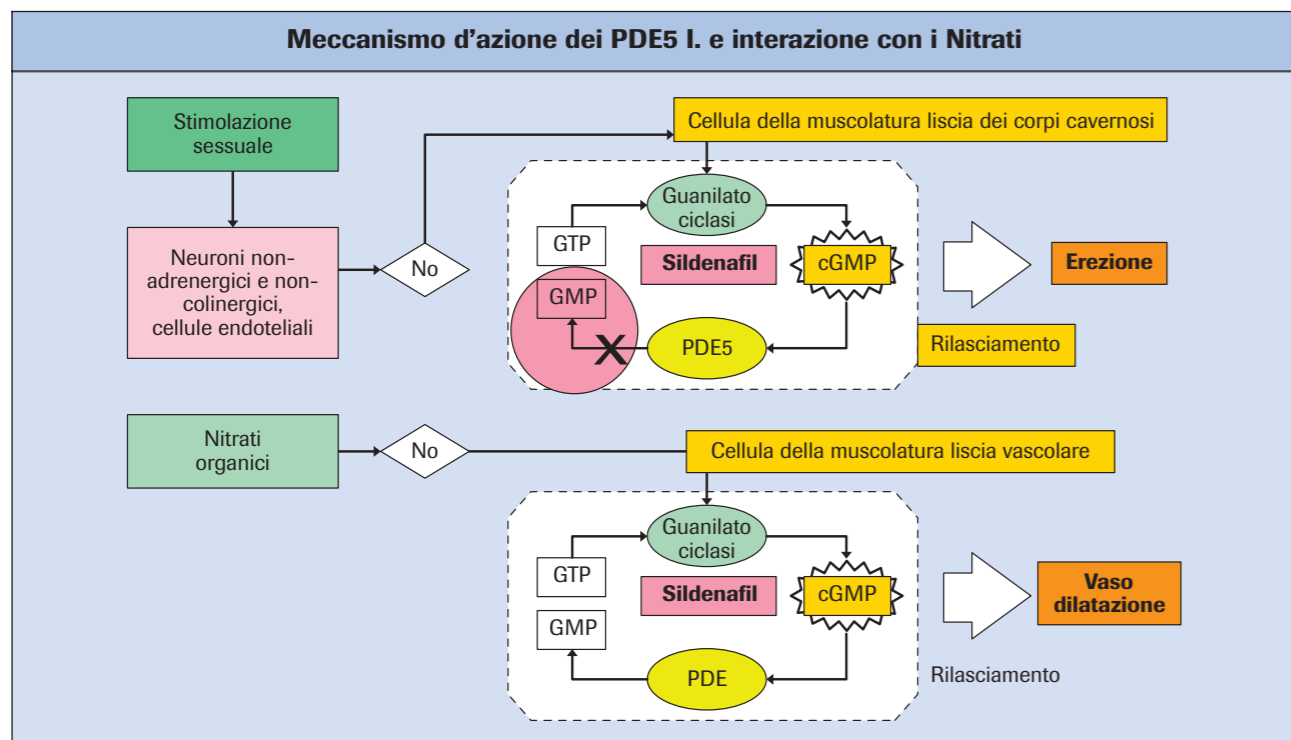 Meccanismo d'azione dei PDE5 I. e interazione con i Nitrati
Stimolazione
sessuale
Cellula della muscolatura liscia dei corpi cavernosi
Neuroni non-
adrenergici e non-
colinergici,
cellule endoteliali
No
Guanilato
ciclasi
GTP
Sildenafil
cGMP
GMP
X
PDE5
Erezione
Rilasciamento
Nitrati
organici
No
Cellula della muscolatura liscia vascolare
Guanilato
ciclasi
GTP
Sildenafil
cGMP
GMP
PDE
Vaso
dilatazione
Rilasciamento